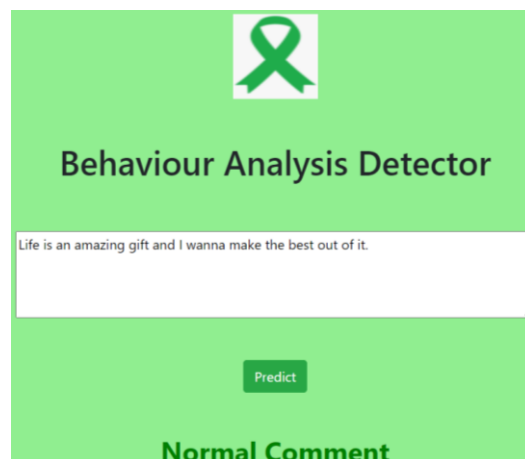 Behaviour Analysis Detector
Life is an amazing gift and I wanna make the best out of it.
Predict
Normal Comment